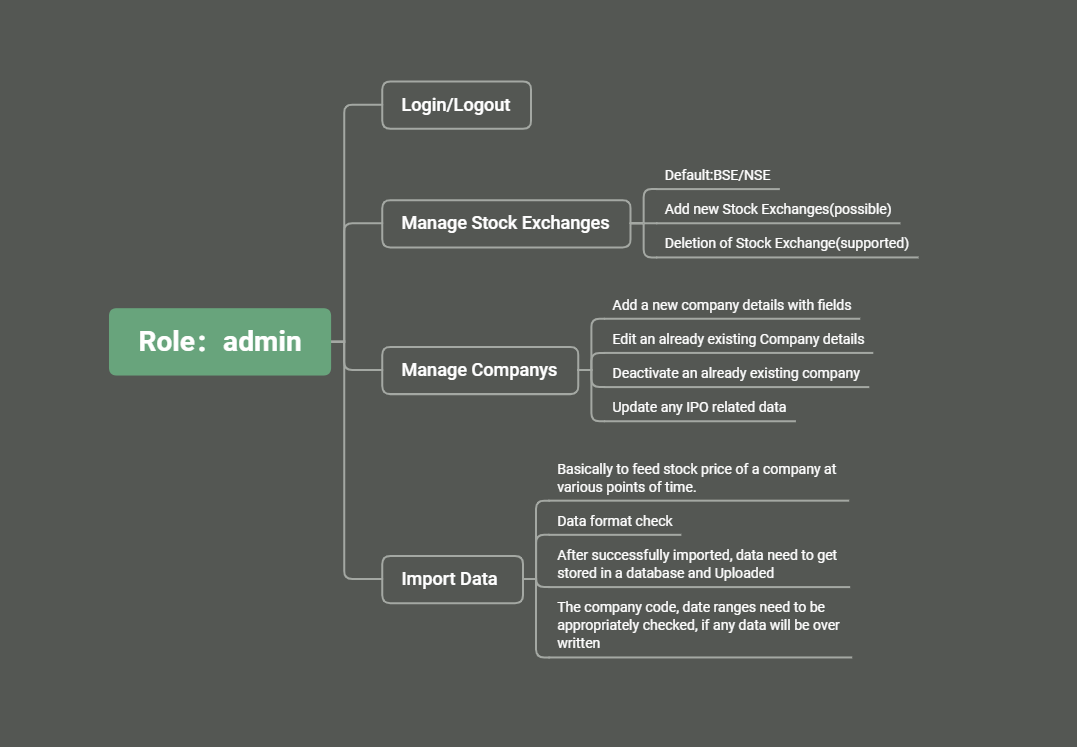 Role：admin
Login/Logout
Manage Stock Exchanges
Default:BSE/NSE
Add new Stock Exchanges(possible)
Deletion of Stock Exchange(supported)
Manage Companys
Add a new company details with fields
Edit an already existing Company details
Deactivate an already existing company
Update any IPO related data
Import Data
Basically to feed stock price of a company at
various points of time.
Data format check
After successfully imported, data need to get
stored in a database and Uploaded
The company code, date ranges need to be
appropriately checked, if any data will be over
written